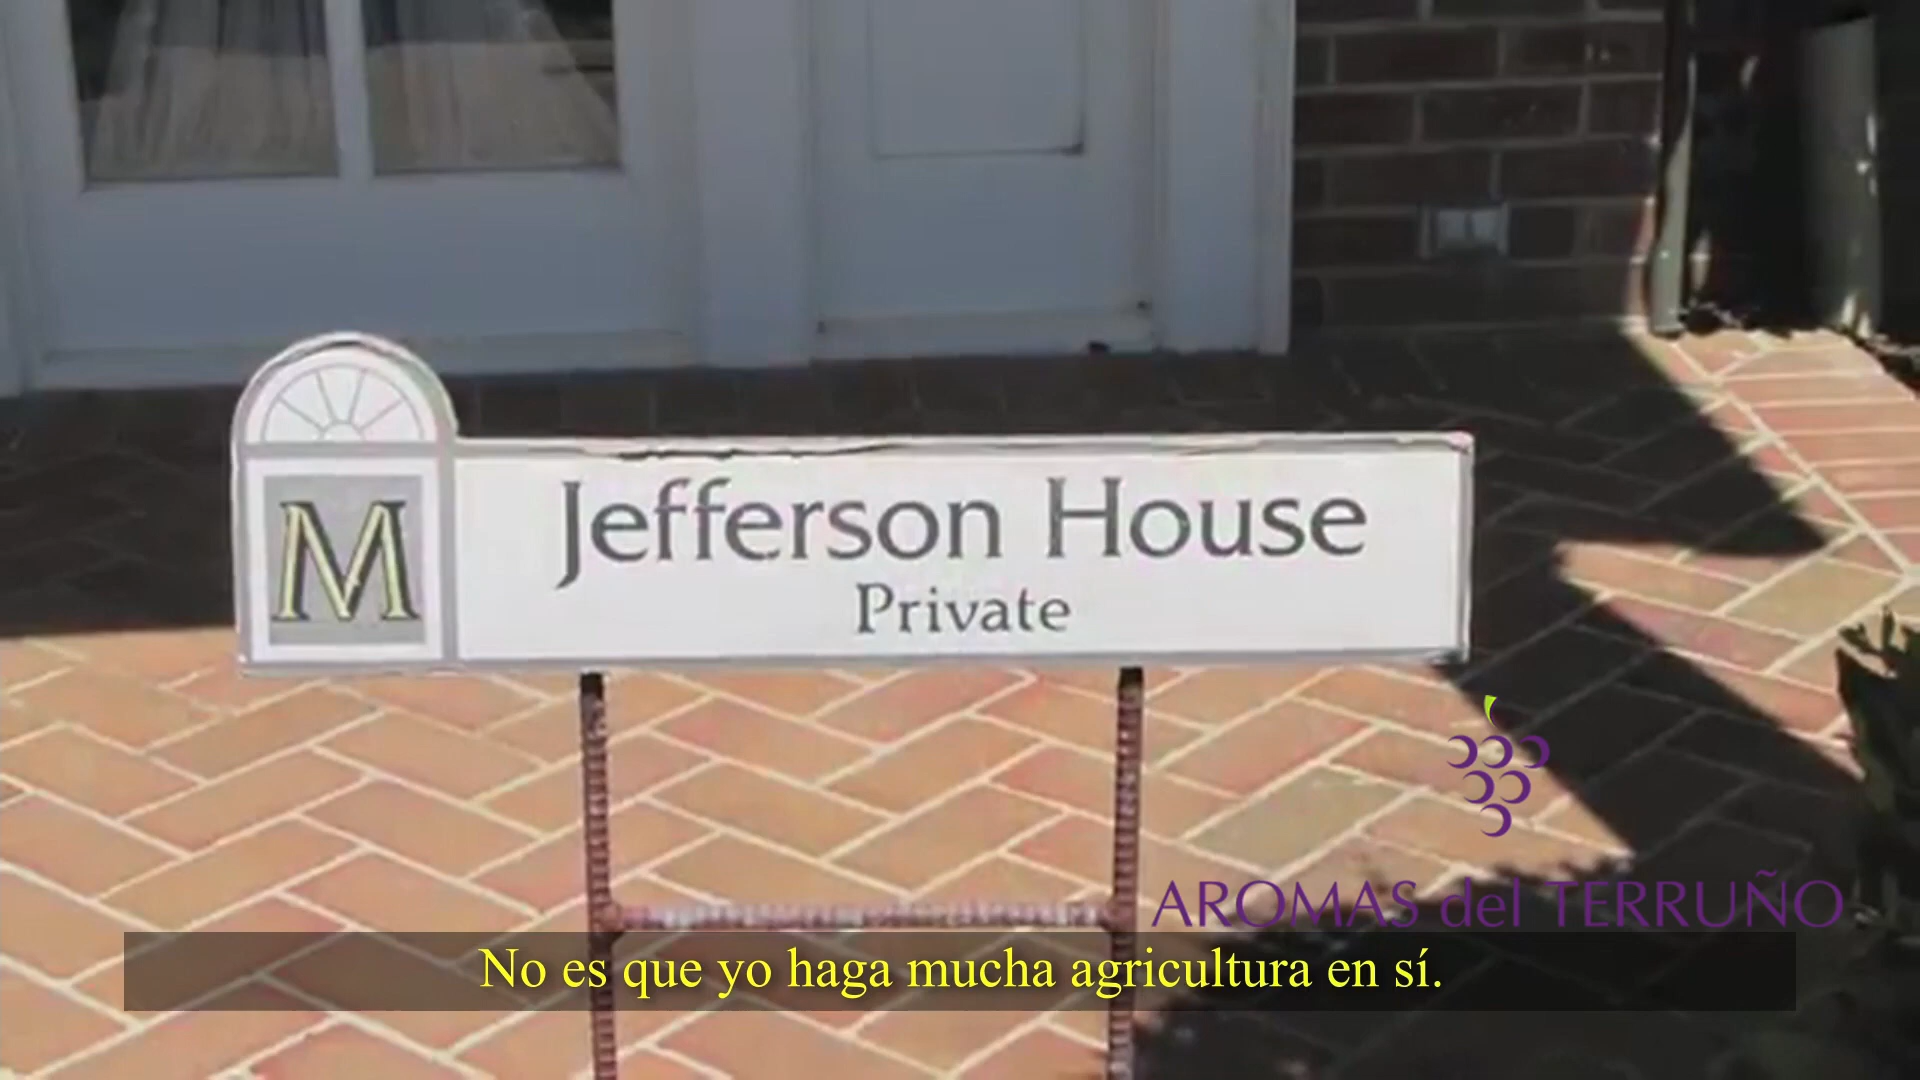 M
Jefferson House
Private
AROMAS del TERRUÑO
No es que yo haga mucha agricultura en sí.